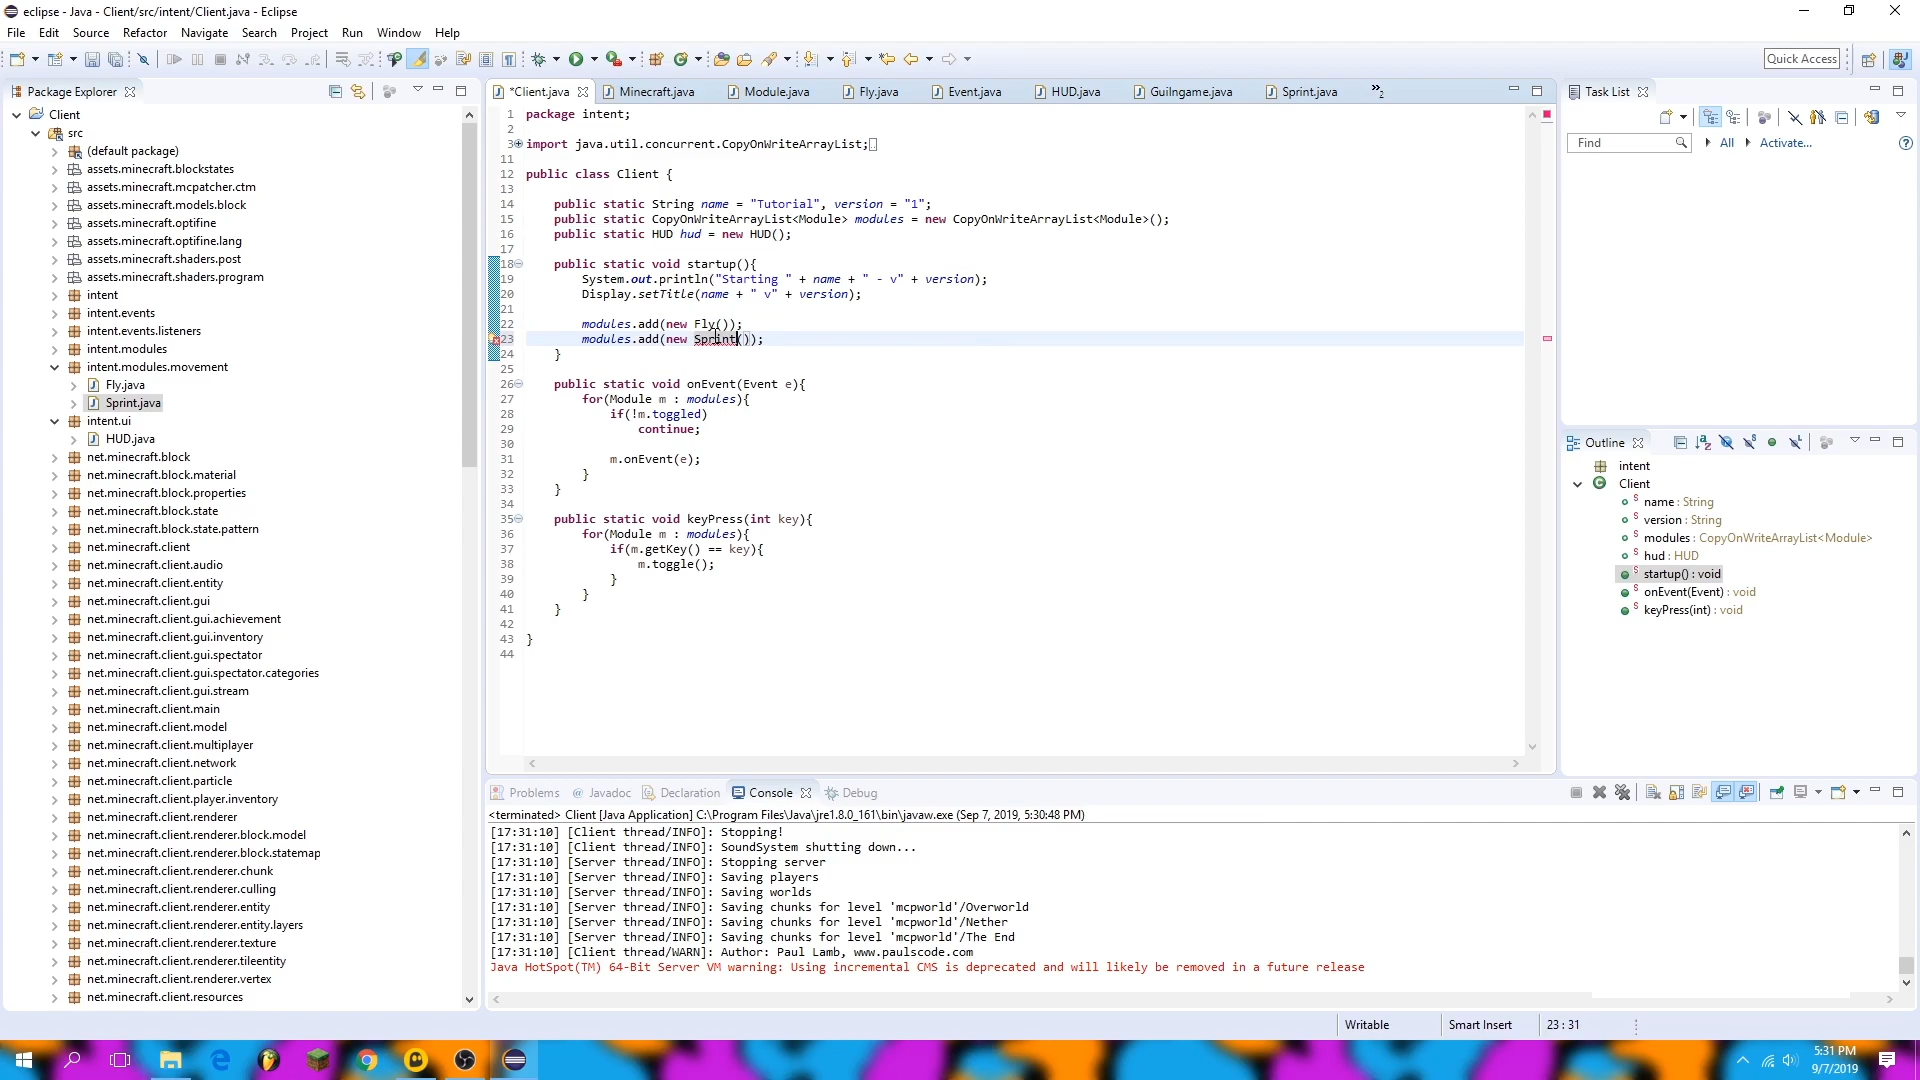 eclipse - Java - Client/src/intent/Client.java - Eclipse
File Edit Source Refactor Navigate Search Project Run Window Help
Quick Access
Package Explorer
*Client.java Minecraft.java Module.java Fly.java Event.java HUD.java GuiIngame.java Sprint.java »2
Task List
Find All Activate...
Client
src
(default package)
assets.minecraft.blockstates
assets.minecraft.mcpatcher.ctm
assets.minecraft.models.block
assets.minecraft.optifine
assets.minecraft.optifine.lang
assets.minecraft.shaders.post
assets.minecraft.shaders.program
intent
intent.events
intent.events.listeners
intent.modules
intent.modules.movement
Fly.java
Sprint.java
intent.ui
HUD.java
net.minecraft.block
net.minecraft.block.material
net.minecraft.block.properties
net.minecraft.block.state
net.minecraft.block.state.pattern
net.minecraft.client
net.minecraft.client.audio
net.minecraft.client.entity
net.minecraft.client.gui
net.minecraft.client.gui.achievement
net.minecraft.client.gui.inventory
net.minecraft.client.gui.spectator
net.minecraft.client.gui.spectator.categories
net.minecraft.client.gui.stream
net.minecraft.client.main
net.minecraft.client.model
net.minecraft.client.multiplayer
net.minecraft.client.network
net.minecraft.client.particle
net.minecraft.client.player.inventory
net.minecraft.client.renderer
net.minecraft.client.renderer.block.model
net.minecraft.client.renderer.block.statemap
net.minecraft.client.renderer.chunk
net.minecraft.client.renderer.culling
net.minecraft.client.renderer.entity
net.minecraft.client.renderer.entity.layers
net.minecraft.client.renderer.texture
net.minecraft.client.renderer.tileentity
net.minecraft.client.renderer.vertex
net.minecraft.client.resources
1 package intent;
2
3 import java.util.concurrent.CopyOnWriteArrayList;
11
12 public class Client {
13
14 public static String name = "Tutorial", version = "1";
15 public static CopyOnWriteArrayList<Module> modules = new CopyOnWriteArrayList<Module>();
16 public static HUD hud = new HUD();
17
18 public static void startup(){
19 System.out.println("Starting " + name + " - v" + version);
20 Display.setTitle(name + " v" + version);
21
22 modules.add(new Fly());
23 modules.add(new Sprint());
24 }
25
26 public static void onEvent(Event e){
27 for(Module m : modules){
28 if(!m.toggled)
29 continue;
30
31 m.onEvent(e);
32 }
33 }
34
35 public static void keyPress(int key){
36 for(Module m : modules){
37 if(m.getKey() == key){
38 m.toggle();
39 }
40 }
41 }
42
43 }
44
Outline
intent
Client
name : String
version : String
modules : CopyOnWriteArrayList<Module>
hud : HUD
startup() : void
onEvent(Event) : void
keyPress(int) : void
Problems Javadoc Declaration Console Debug
<terminated> Client [Java Application] C:\Program Files\Java\jre1.8.0_161\bin\javaw.exe (Sep 7, 2019, 5:30:48 PM)
[17:31:10] [Client thread/INFO]: Stopping!
[17:31:10] [Client thread/INFO]: SoundSystem shutting down...
[17:31:10] [Server thread/INFO]: Stopping server
[17:31:10] [Server thread/INFO]: Saving players
[17:31:10] [Server thread/INFO]: Saving worlds
[17:31:10] [Server thread/INFO]: Saving chunks for level 'mcpworld'/Overworld
[17:31:10] [Server thread/INFO]: Saving chunks for level 'mcpworld'/Nether
[17:31:10] [Server thread/INFO]: Saving chunks for level 'mcpworld'/The End
[17:31:10] [Client thread/WARN]: Author: Paul Lamb, www.paulscode.com
Java HotSpot(TM) 64-Bit Server VM warning: Using incremental CMS is deprecated and will likely be removed in a future release
Writable Smart Insert 23 : 31
5:31 PM
9/7/2019